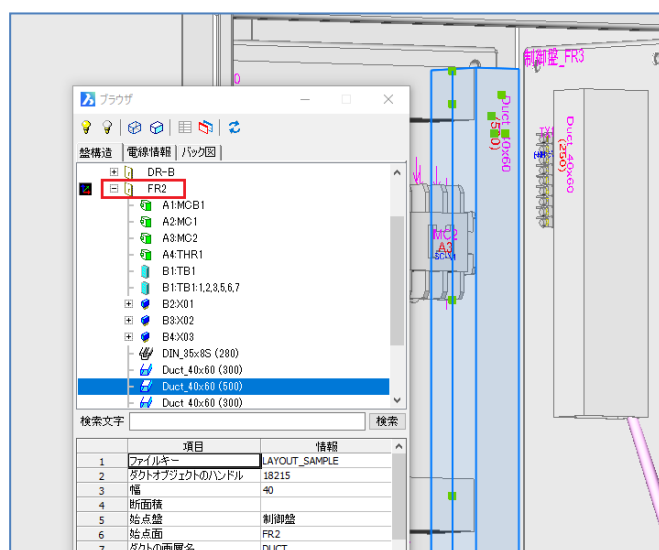 ブラウザ
盤構造
電線情報
バック図
DR-B
FR2
A1:MCB1
A2:MC1
A3:MC2
A4:THR1
B1:TB1
B1:TB1:1,2,3,5,6,7
B2:X01
B3:X02
B4:X03
DIN_35x8S (280)
Duct_40x60 (300)
Duct_40x60 (500)
Duct 40x60 (300)
検索文字
検索
項目 情報
1 ファイルキー LAYOUT_SAMPLE
2 ダクトオブジェクトのハンドル 18215
3 幅 40
4 断面積
5 始点盤 制御盤
6 始点面 FR2
7 ダクトの画層名 DUCT
制御盤_FR3
Duct_40x60
(500)
Duct_40x60
(250)
MC2
A3